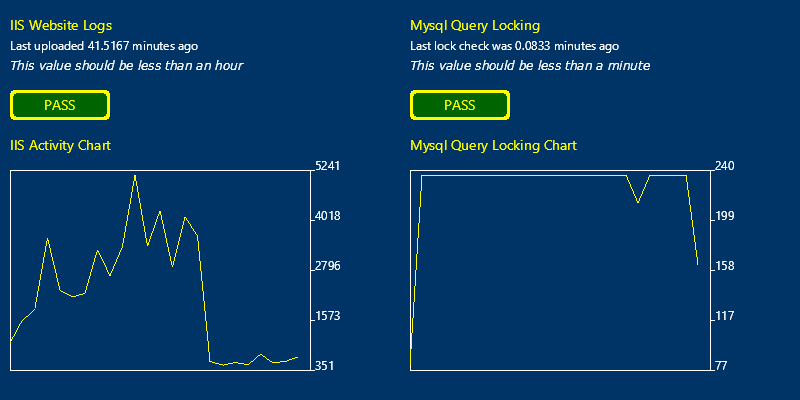 IIS Website Logs
Last uploaded 41.5167 minutes ago
This value should be less than an hour
PASS
IIS Activity Chart
5241
4018
2796
1573
351
Mysql Query Locking
Last lock check was 0.0833 minutes ago
This value should be less than a minute
PASS
Mysql Query Locking Chart
240
199
158
117
77